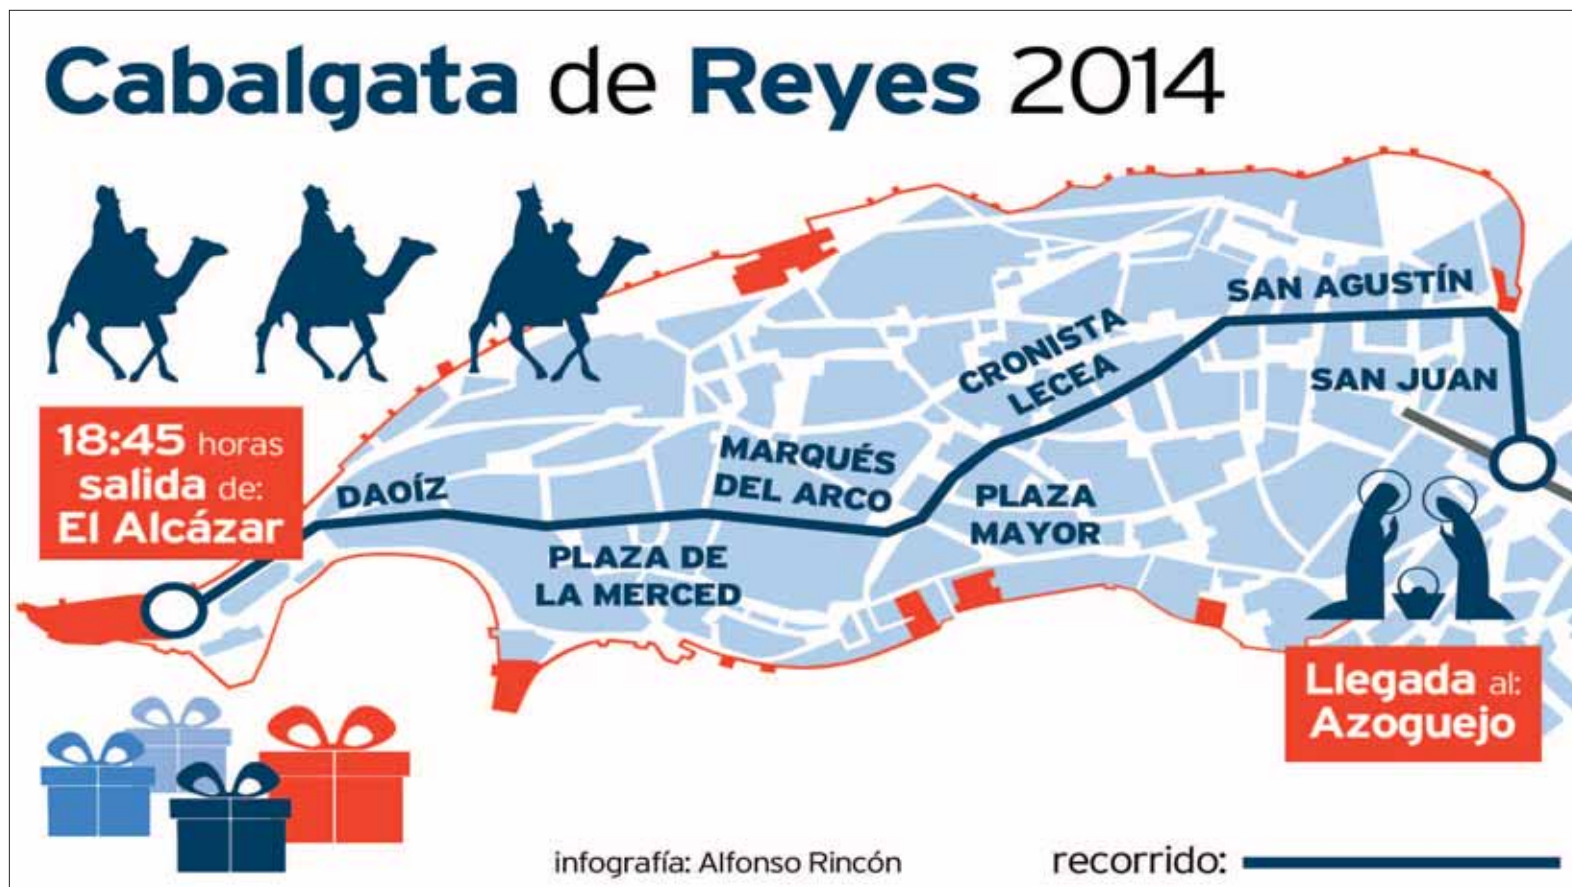 Cabalgata de Reyes 2014
18:45 horas
salida de:
El Alcázar
DAOÍZ
PLAZA DE
LA MERCED
MARQUÉS
DEL ARCO
PLAZA
MAYOR
CRONISTA
LECEA
SAN AGUSTÍN
SAN JUAN
Llegada al:
Azoguejo
infografía: Alfonso Rincón
recorrido: